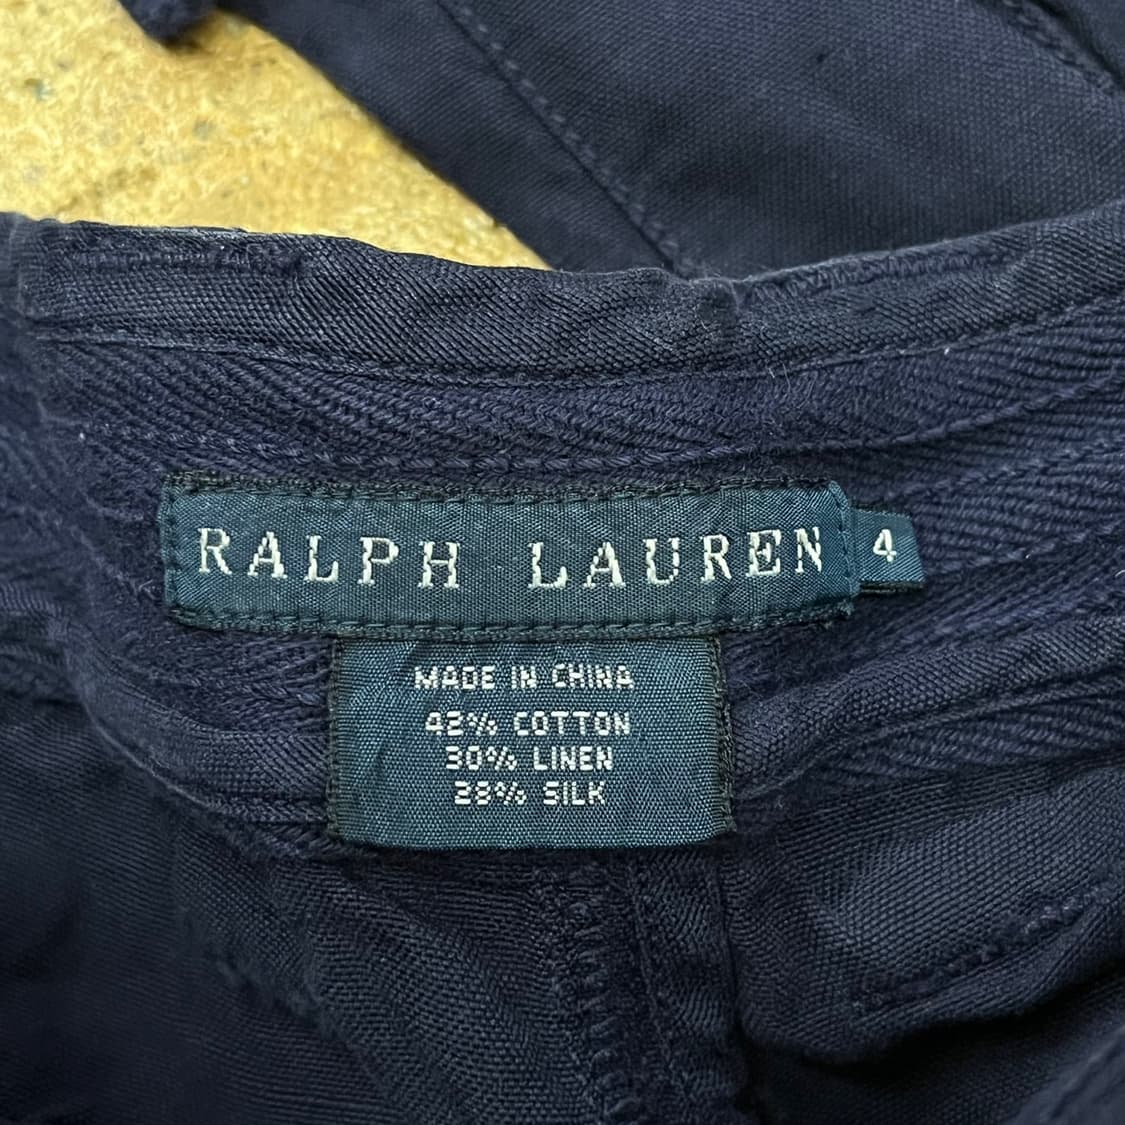 RALPH LAUREN 4
MADE IN CHINA
42% COTTON
30% LINEN
28% SILK